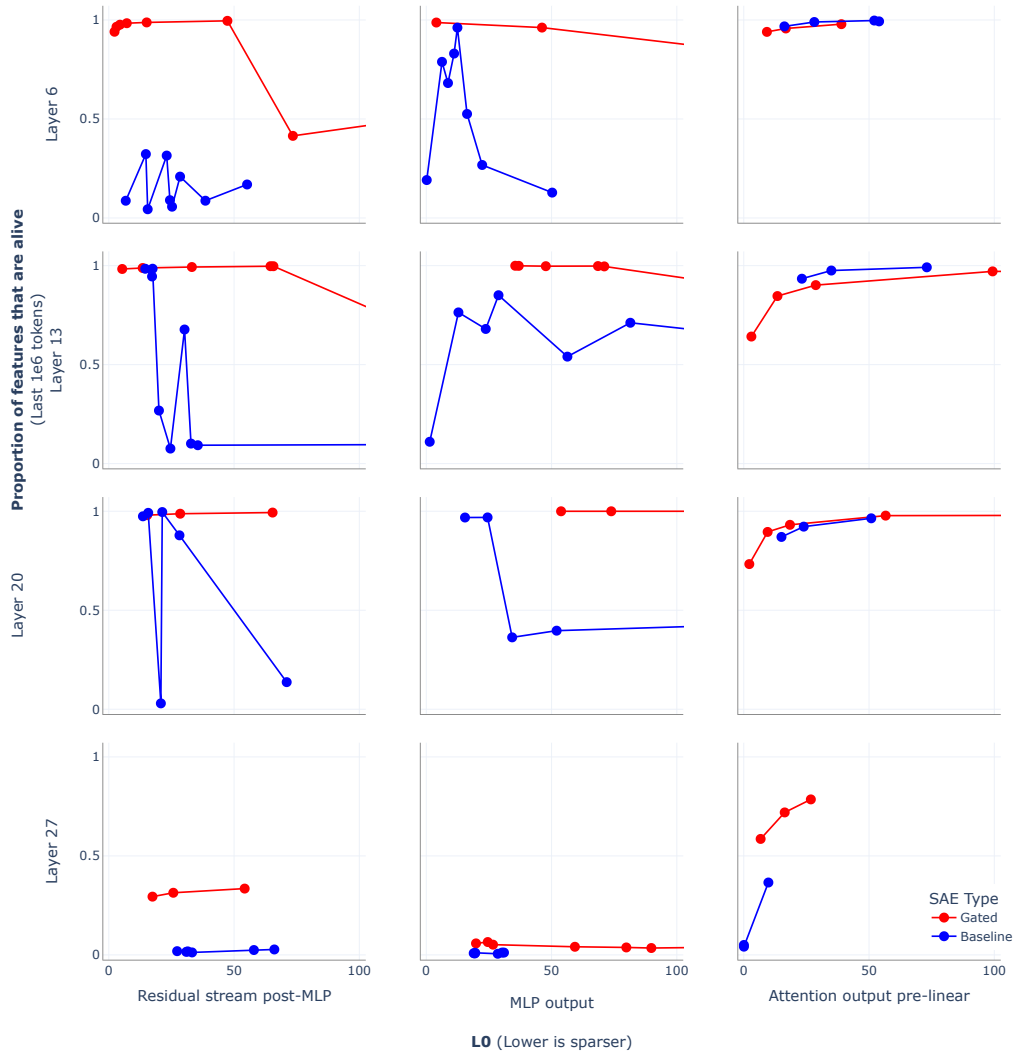 Proportion of features that are alive
(Last 1e6 tokens)
Layer 6
1
0.5
0
Layer 13
1
0.5
0
Layer 20
1
0.5
0
Layer 27
1
0.5
0
SAE Type
Gated
Baseline
0 50 100
0 50 100
0 50 100
Residual stream post-MLP
MLP output
Attention output pre-linear
L0 (Lower is sparser)